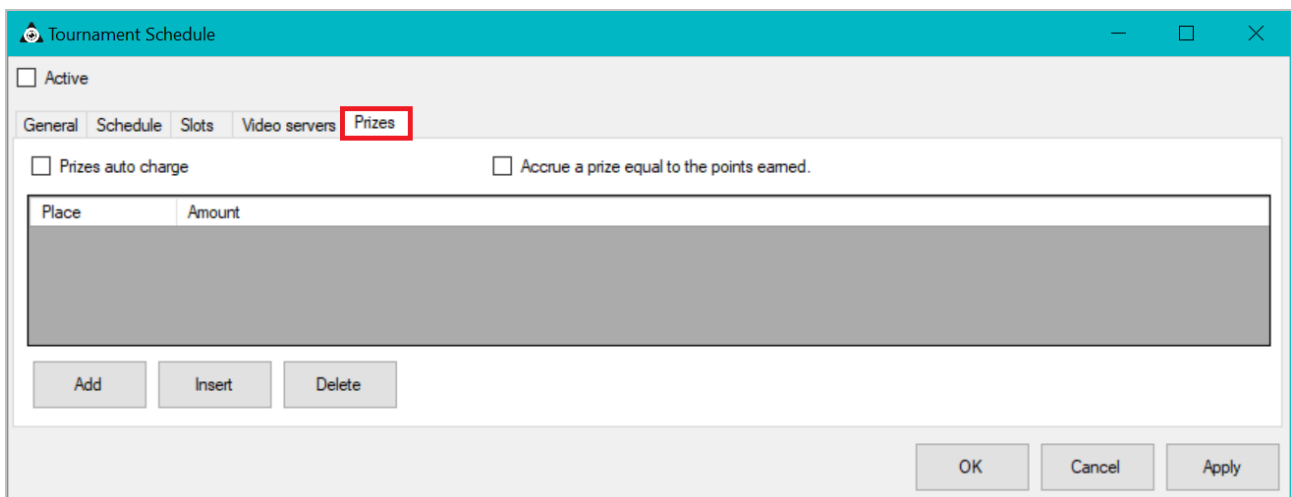 Tournament Schedule
Active
General Schedule Slots Video servers Prizes
Prizes auto charge Accrue a prize equal to the points earned.
Place Amount
Add Insert Delete
OK Cancel Apply